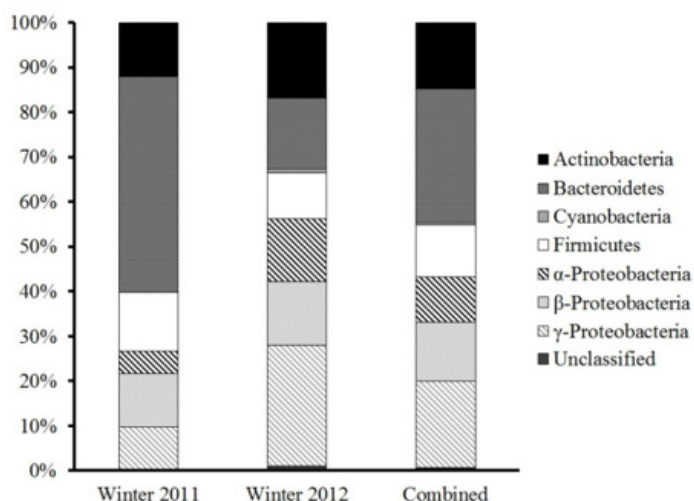 100%
90%
80%
70%
60%
50%
40%
30%
20%
10%
0%
Winter 2011 Winter 2012 Combined
Actinobacteria
Bacteroidetes
Cyanobacteria
Firmicutes
α-Proteobacteria
β-Proteobacteria
γ-Proteobacteria
Unclassified